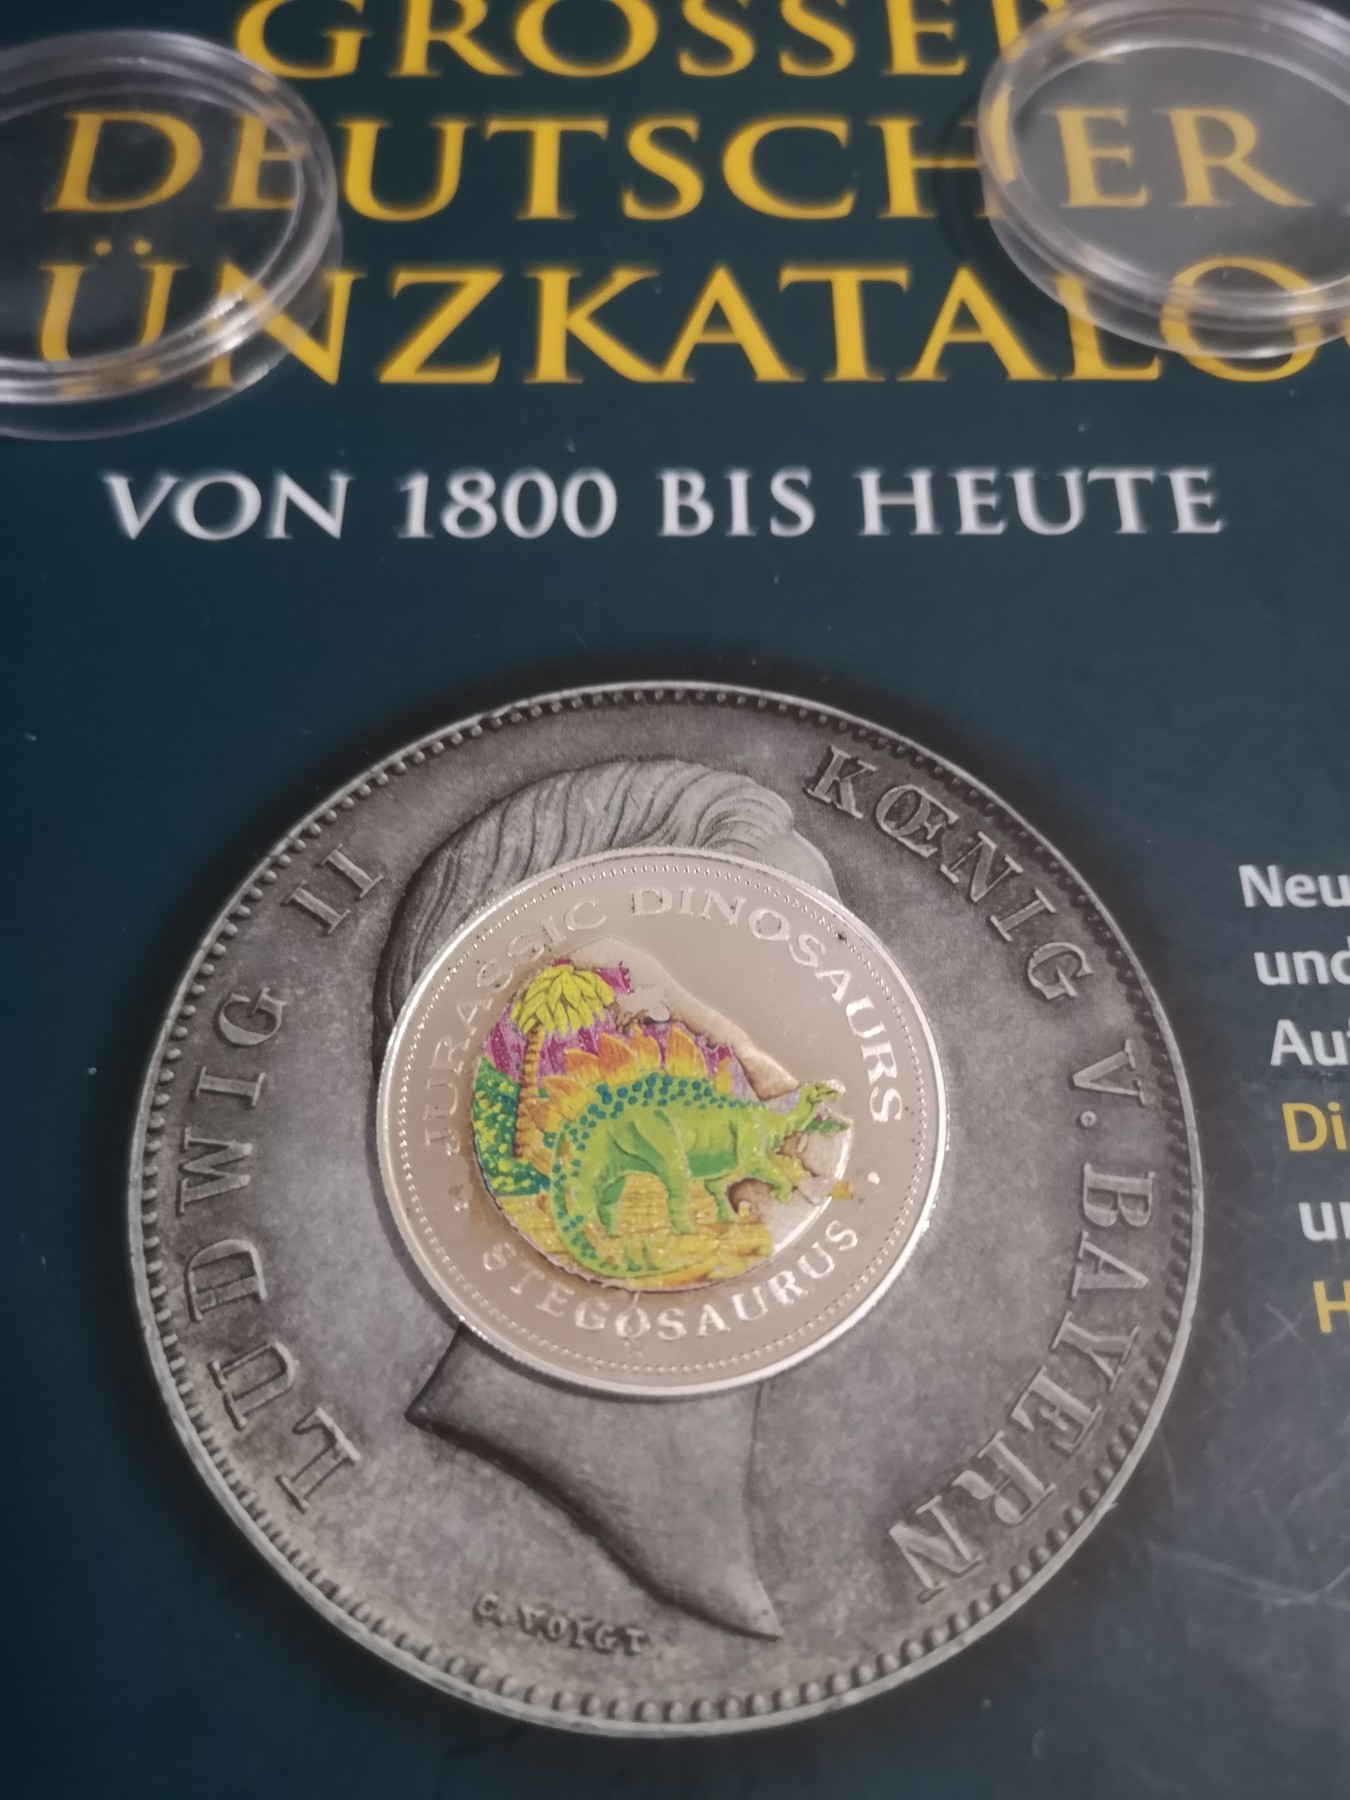 GROSSER
DEUTSCHER
ÜNZKATALO
VON 1800 BIS HEUTE
LUDWIG II KŒNIG V. BAYERN
JURASSIC DINOSAURS
STEGOSAURUS
C. VOIGT
Neu
und
Auf
Di
un
H